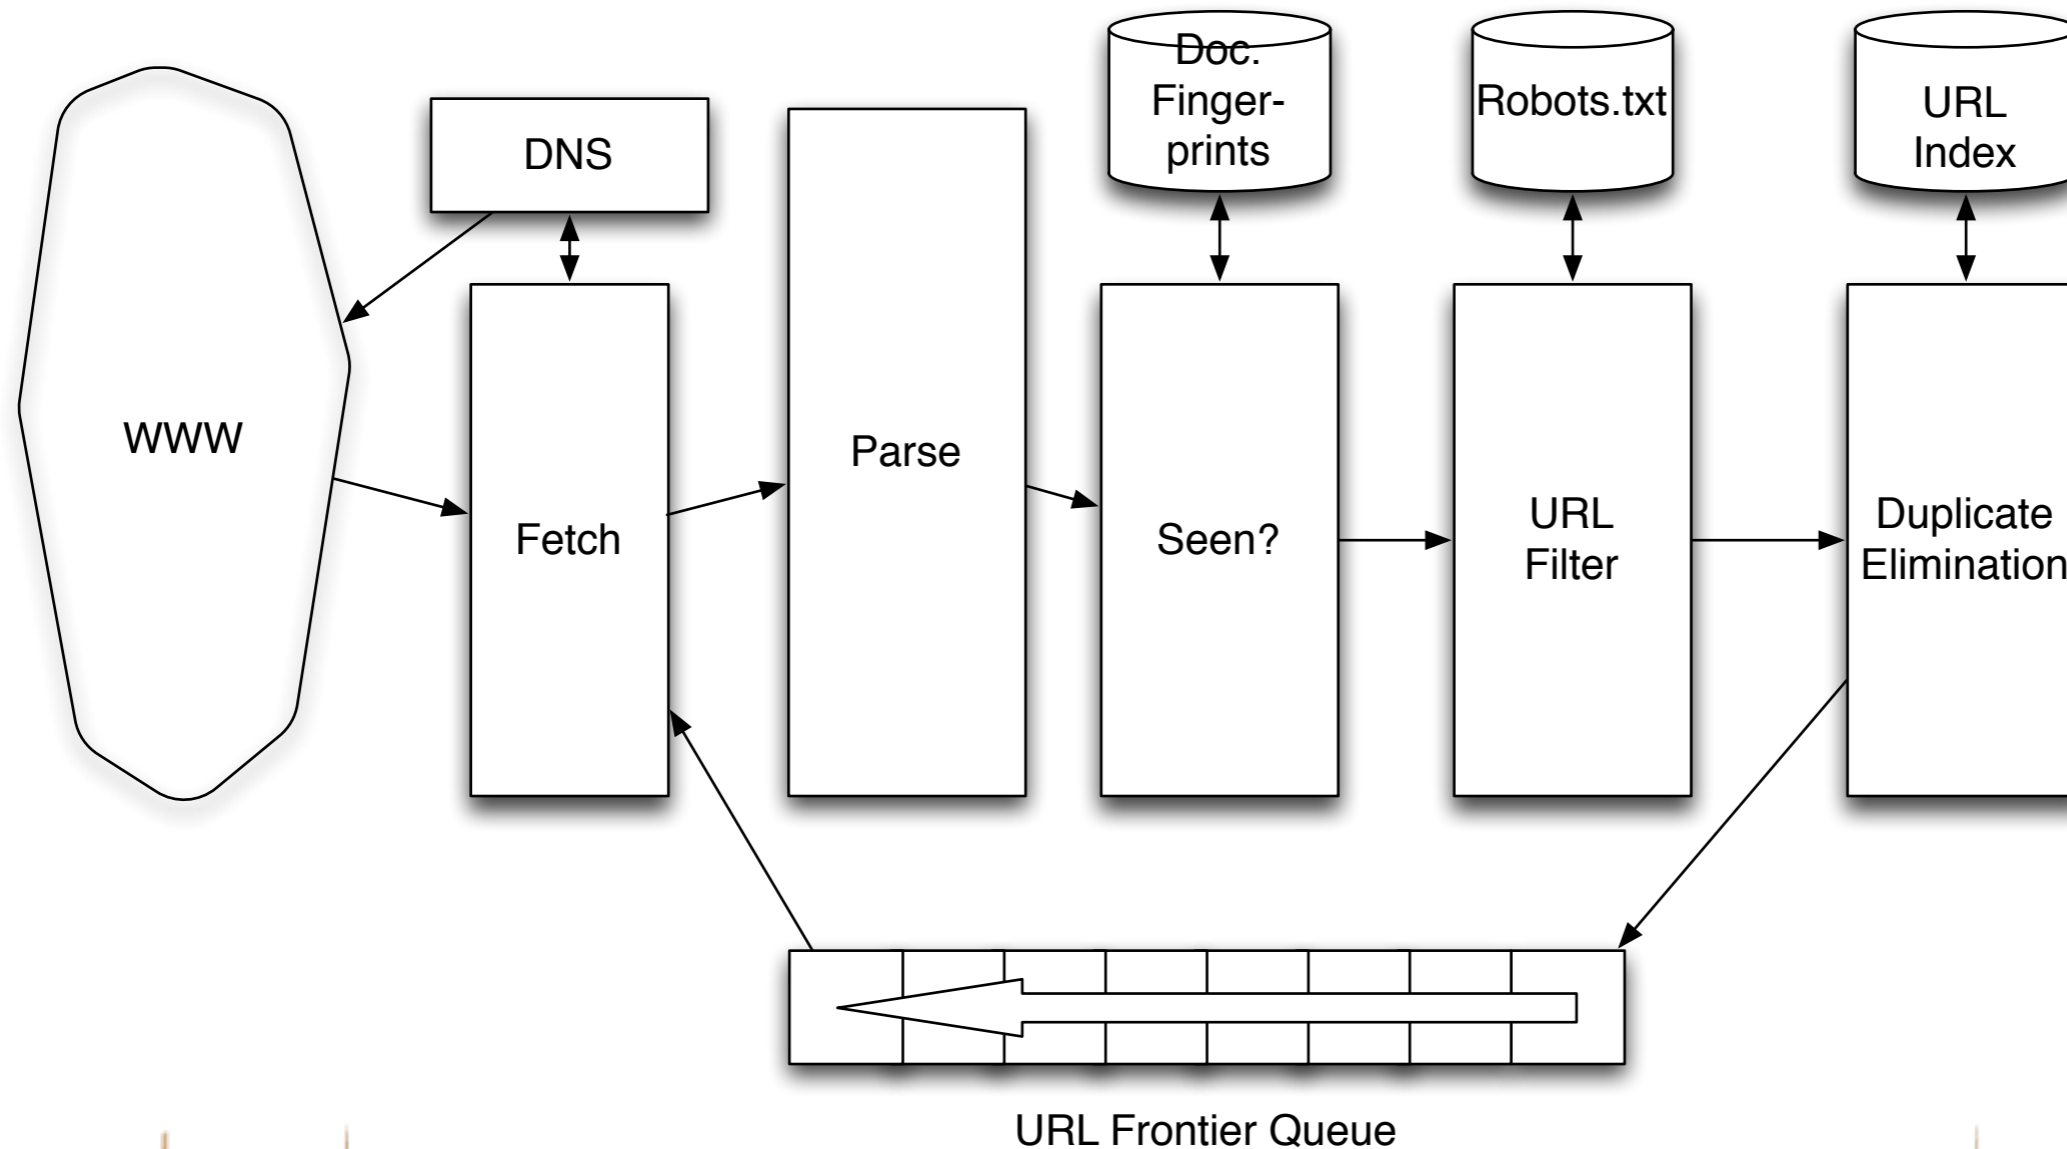 Doc.
Finger-
prints
Robots.txt
URL
Index
DNS
WWW
Fetch
Parse
Seen?
URL
Filter
Duplicate
Elimination
URL Frontier Queue